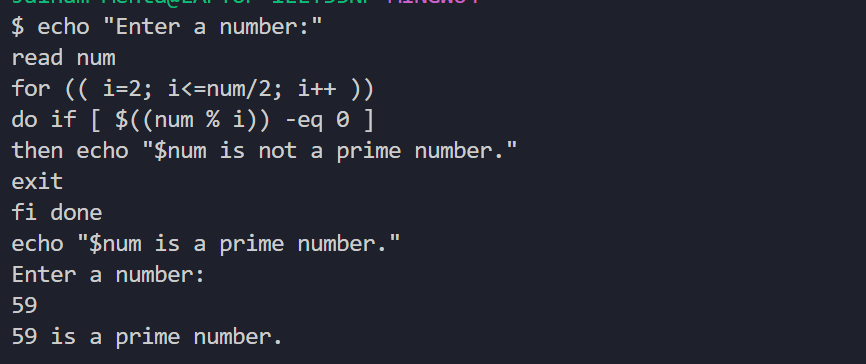 $ echo "Enter a number:"
read num
for (( i=2; i<=num/2; i++ ))
do if [ $((num % i)) -eq 0 ]
then echo "$num is not a prime number."
exit
fi done
echo "$num is a prime number."
Enter a number:
59
59 is a prime number.